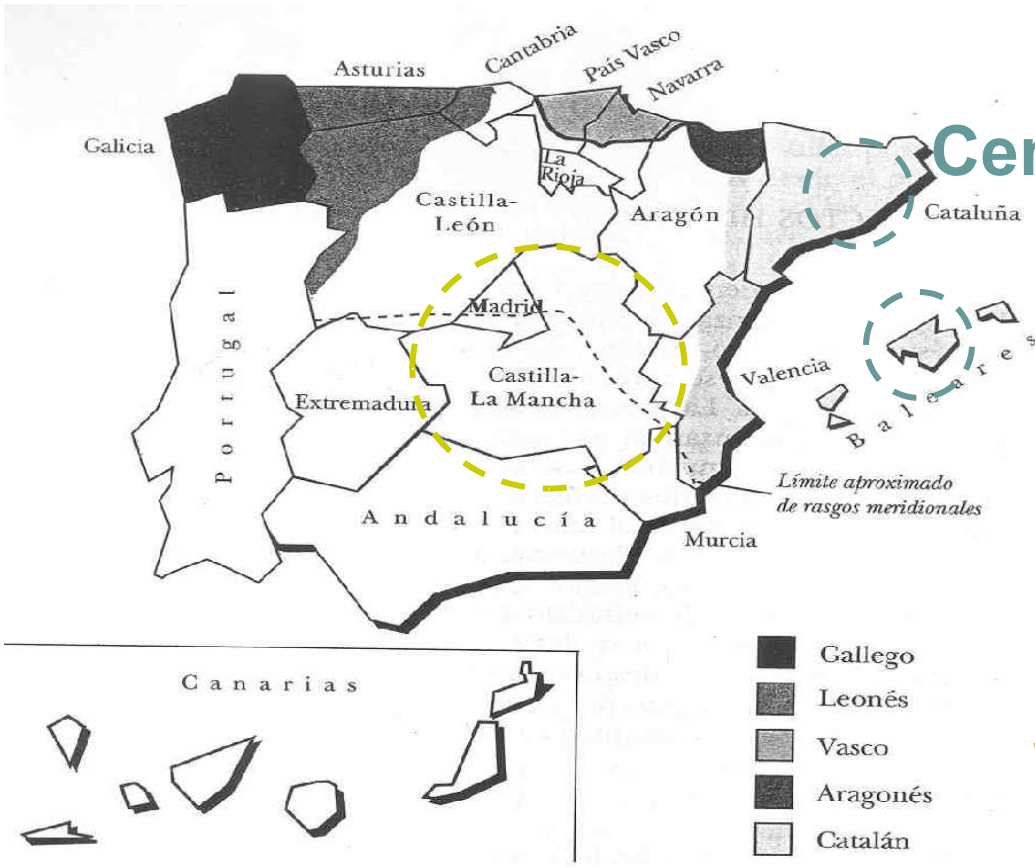 Cantabria
Asturias
País Vasco
Navarra
Galicia
La
Rioja
Castilla-
León
Aragón
Cataluña
Madrid
Portugal
Castilla-
La Mancha
Extremadura
Valencia
Baleares
Límite aproximado
de rasgos meridionales
Andalucía
Murcia
Canarias
Gallego
Leonés
Vasco
Aragonés
Catalán